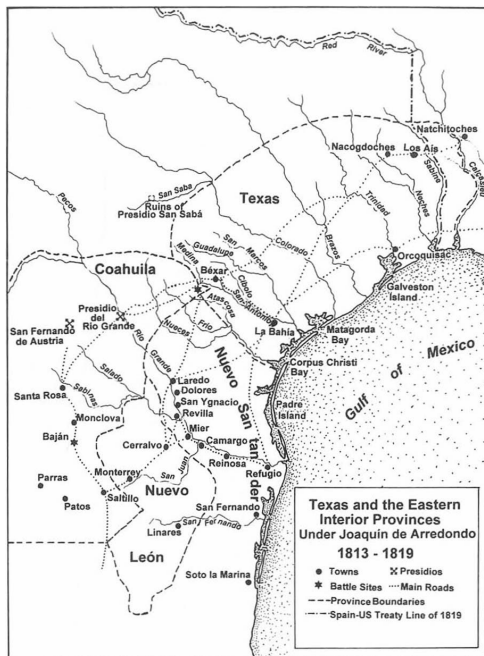 Red River
Natchitoches
Nacogdoches
Los Ais
Sabine
Calcasieu
Neches
Pecos
San Saba
Ruins of
Presidio San Sabá
Texas
Trinidad
Brazos
Colorado
San Marcos
Guadalupe
Orcoquisac
Galveston
Island
Coahuila
Medina
Béxar
Cibolo
San Antonio
Atascosa
Presidio
del
Rio Grande
San Fernando
de Austria
Rio Grande
Nueces
Frio
La Bahía
Matagorda
Bay
Corpus Christi
Bay
Gulf of Mexico
Nuevo Santander
Padre
Island
Salado
Sabinas
Santa Rosa
Laredo
Dolores
San Ygnacio
Revilla
Mier
Monclova
Baján
Cerralvo
Camargo
Reinosa
Refugio
Monterrey
San Juan
Parras
Patos
Saltillo
Nuevo
León
San Fernando
San Fernando
Linares
Soto la Marina
Texas and the Eastern
Interior Provinces
Under Joaquín de Arredondo
1813 - 1819
Towns
Presidios
Battle Sites
Main Roads
Province Boundaries
Spain-US Treaty Line of 1819